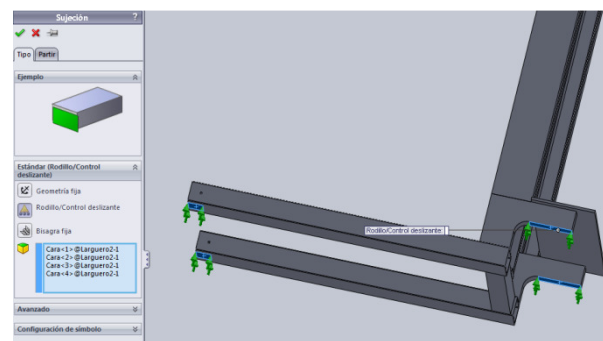 Sujeción ?
Tipo Partir
Ejemplo
Estándar (Rodillo/Control
deslizante)
Geometría fija
Rodillo/Control deslizante
Bisagra fija
Cara<1>@Larguero2-1
Cara<2>@Larguero2-1
Cara<3>@Larguero2-1
Cara<4>@Larguero2-1
Avanzado
Configuración de símbolo
Rodillo/Control deslizante: